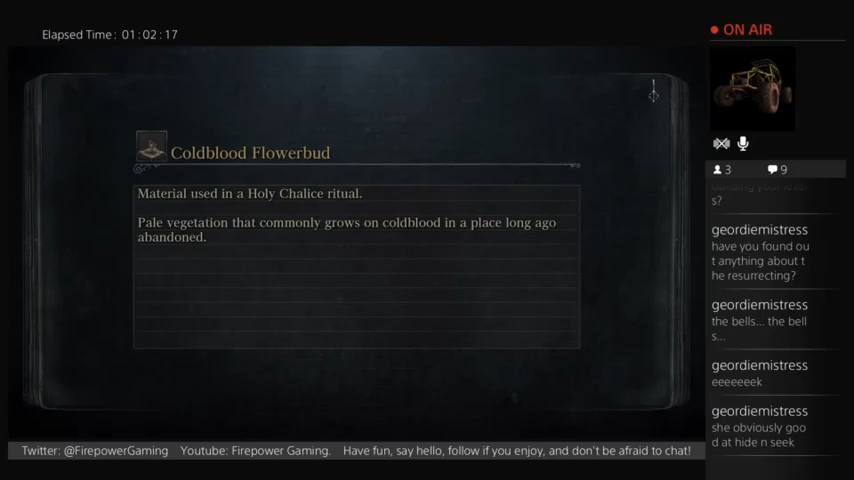 Elapsed Time: 01:02:17
ON AIR
Coldblood Flowerbud
Material used in a Holy Chalice ritual.
Pale vegetation that commonly grows on coldblood in a place long ago
abandoned.
3
9
s?
geordiemistress
have you found ou
t anything about t
he resurrecting?
geordiemistress
the bells... the bell
s...
geordiemistress
eeeeeeek
geordiemistress
she obviously goo
d at hide n seek
Twitter: @FirepowerGaming Youtube: Firepower Gaming. Have fun, say hello, follow if you enjoy, and don't be afraid to chat!